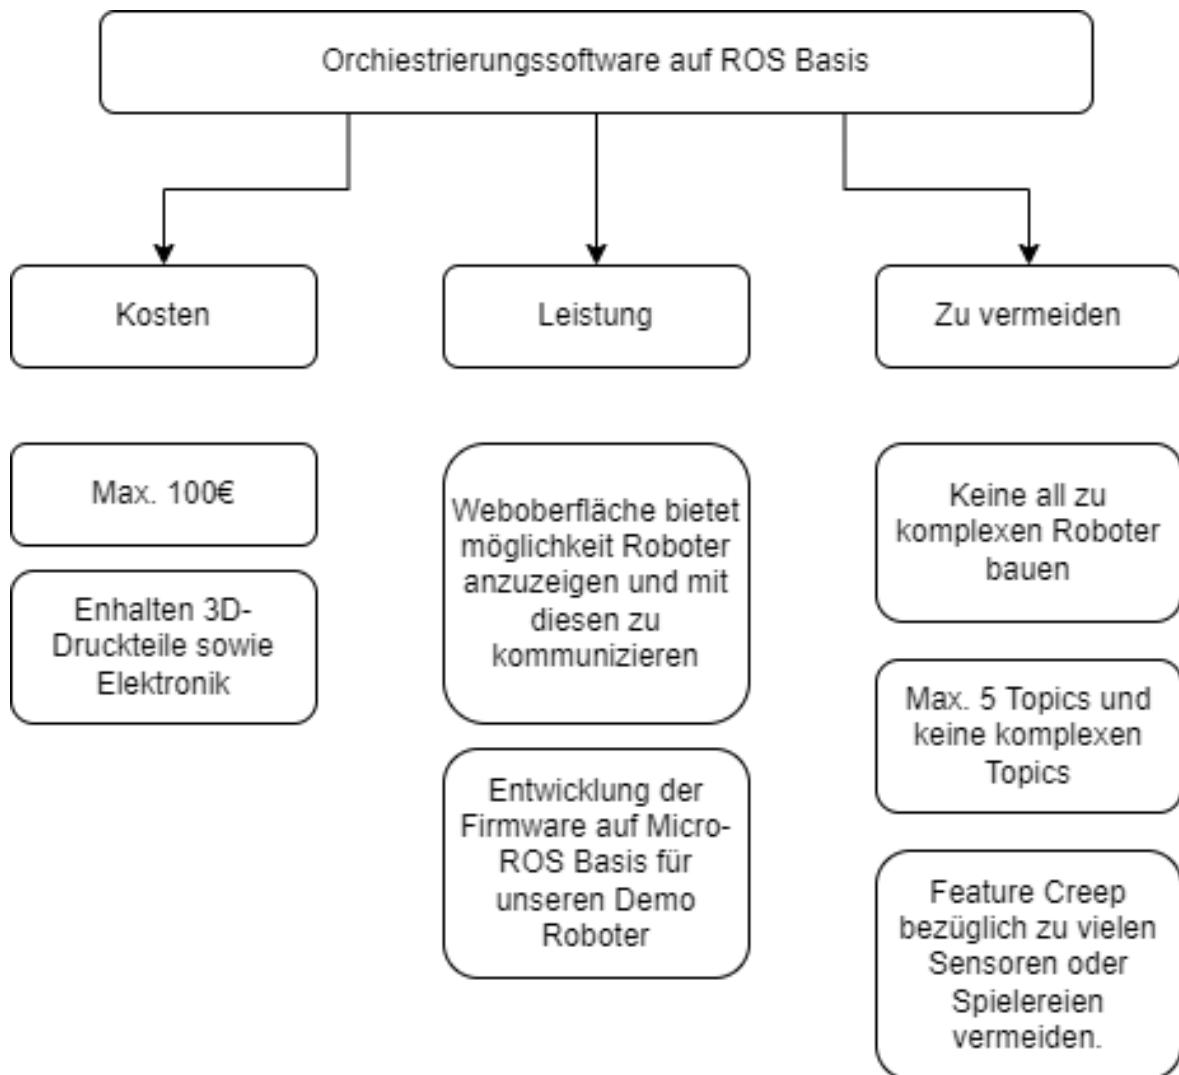 Orchiestrierungssoftware auf ROS Basis
Kosten
Leistung
Zu vermeiden
Max. 100€
Enhalten 3D-
Druckteile sowie
Elektronik
Weboberfläche bietet
möglichkeit Roboter
anzuzeigen und mit
diesen zu
kommunizieren
Entwicklung der
Firmware auf Micro-
ROS Basis für
unseren Demo
Roboter
Keine all zu
komplexen Roboter
bauen
Max. 5 Topics und
keine komplexen
Topics
Feature Creep
bezüglich zu vielen
Sensoren oder
Spielereien
vermeiden.